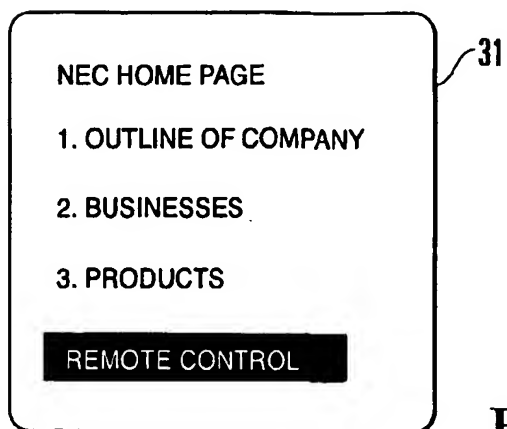 NEC HOME PAGE
31
1. OUTLINE OF COMPANY
2. BUSINESSES
3. PRODUCTS
REMOTE CONTROL